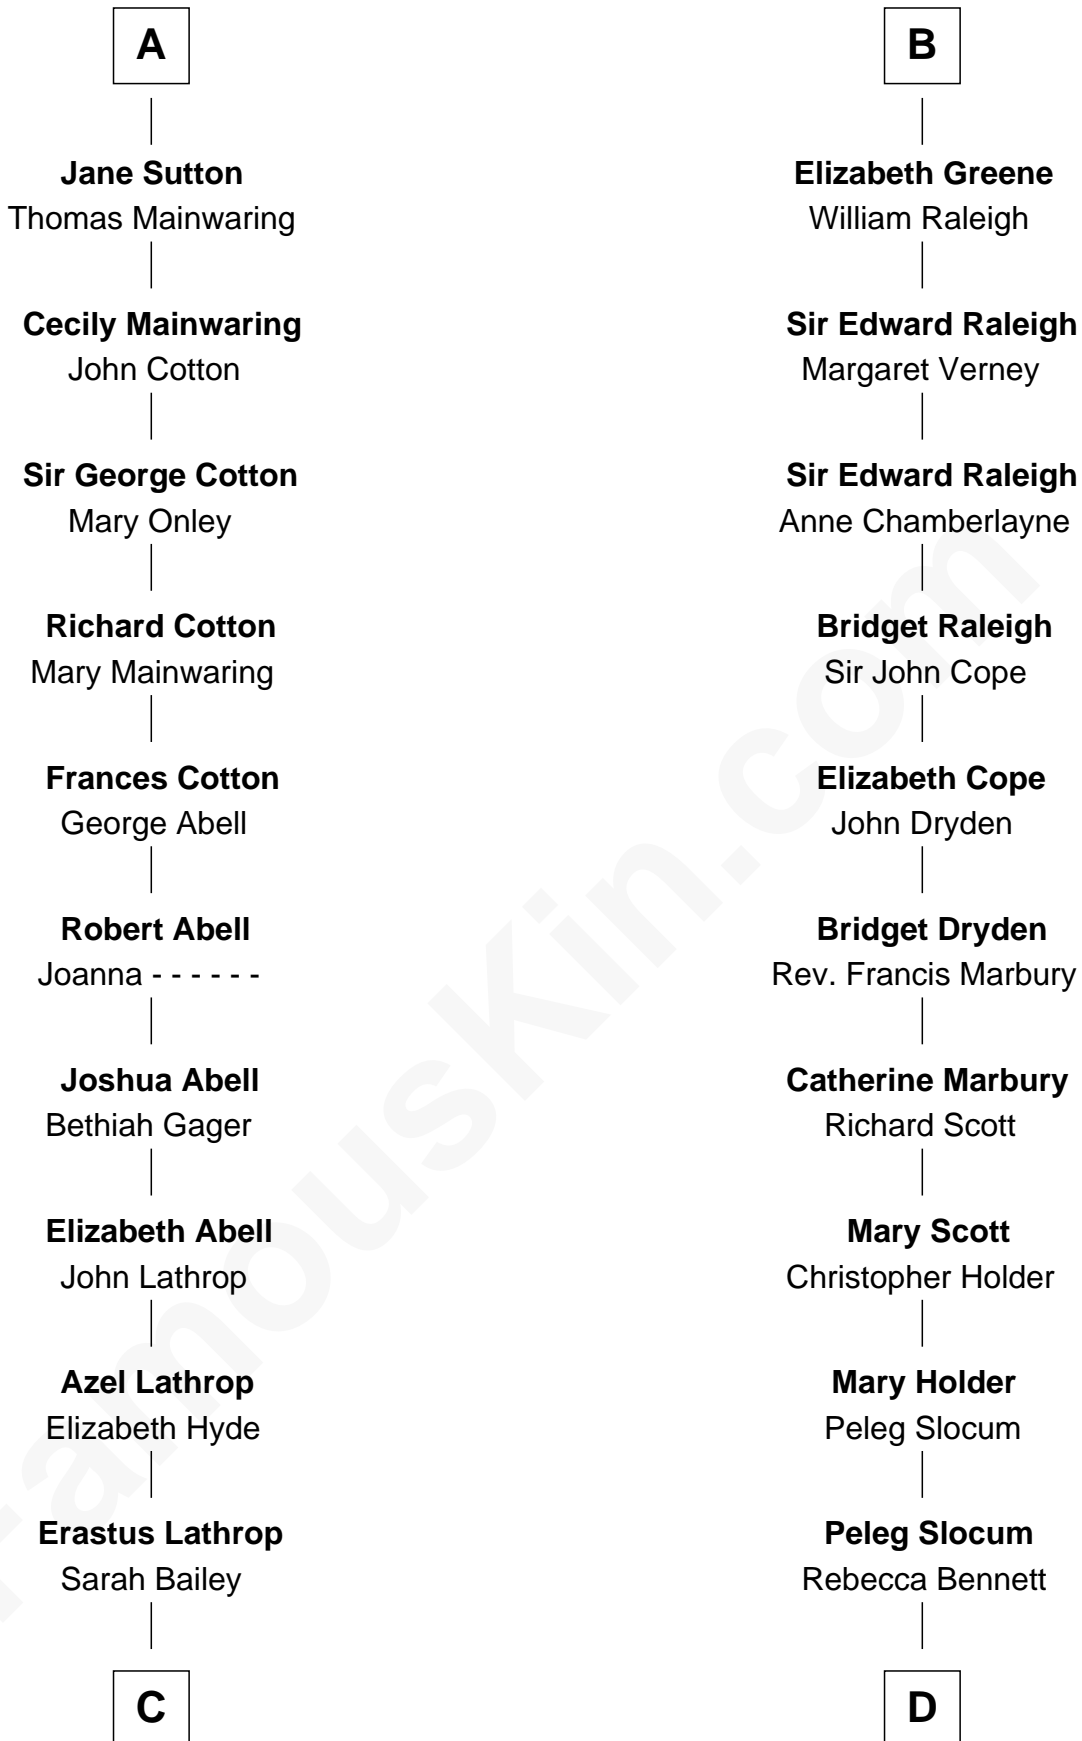 A
Jane Sutton
Thomas Mainwaring
Cecily Mainwaring
John Cotton
Sir George Cotton
Mary Onley
Richard Cotton
Mary Mainwaring
Frances Cotton
George Abell
Robert Abell
Joanna - - - - - -
Joshua Abell
Bethiah Gager
Elizabeth Abell
John Lathrop
Azel Lathrop
Elizabeth Hyde
Erastus Lathrop
Sarah Bailey
C
B
Elizabeth Greene
William Raleigh
Sir Edward Raleigh
Margaret Verney
Sir Edward Raleigh
Anne Chamberlayne
Bridget Raleigh
Sir John Cope
Elizabeth Cope
John Dryden
Bridget Dryden
Rev. Francis Marbury
Catherine Marbury
Richard Scott
Mary Scott
Christopher Holder
Mary Holder
Peleg Slocum
Peleg Slocum
Rebecca Bennett
D
FamousKin.com